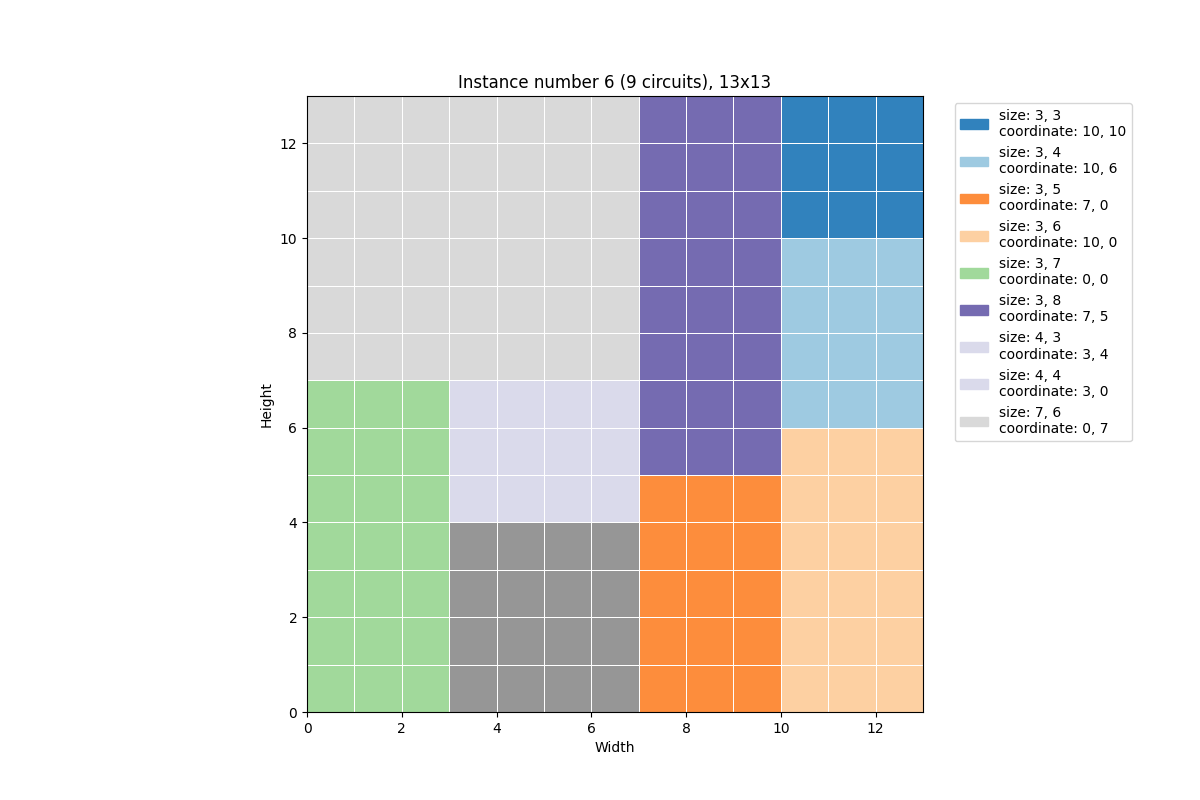 Instance number 6 (9 circuits), 13x13
12
10
8
6
4
2
0
Height
0 2 4 6 8 10 12
Width
size: 3, 3
coordinate: 10, 10
size: 3, 4
coordinate: 10, 6
size: 3, 5
coordinate: 7, 0
size: 3, 6
coordinate: 10, 0
size: 3, 7
coordinate: 0, 0
size: 3, 8
coordinate: 7, 5
size: 4, 3
coordinate: 3, 4
size: 4, 4
coordinate: 3, 0
size: 7, 6
coordinate: 0, 7